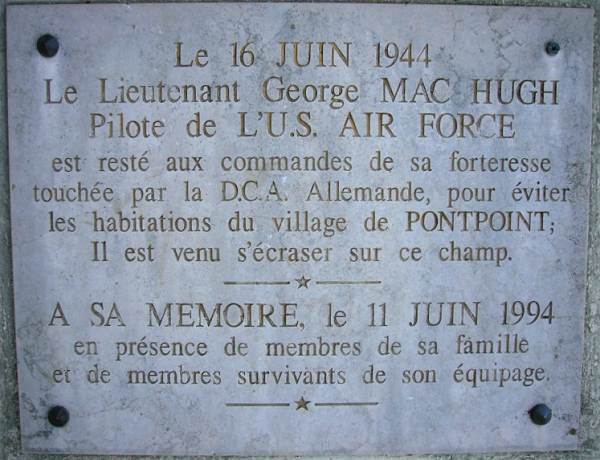 Le 16 JUIN 1944
Le Lieutenant George MAC HUGH
Pilote de L'U.S. AIR FORCE
est resté aux commandes de sa forteresse
touchée par la D.C.A. Allemande, pour éviter
les habitations du village de PONTPOINT;
Il est venu s'écraser sur ce champ.
A SA MEMOIRE, le 11 JUIN 1994
en présence de membres de sa famille
et de membres survivants de son équipage.